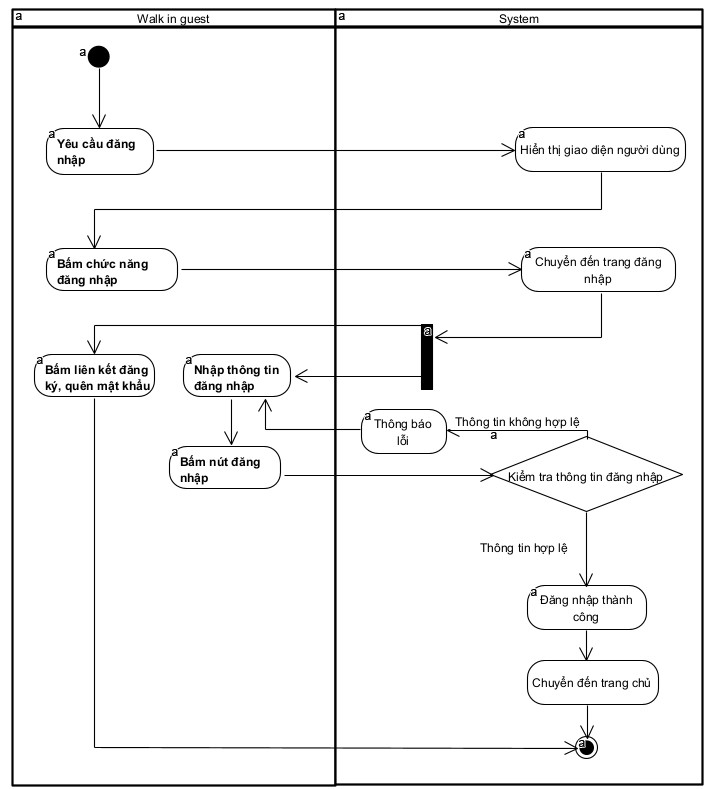 a
Walk in guest
a
System
a
a
Yêu cầu đăng
nhập
a
Hiển thị giao diện người dùng
a
Bấm chức năng
đăng nhập
a
Chuyển đến trang đăng
nhập
a
a
Bấm liên kết đăng
ký, quên mật khẩu
a
Nhập thông tin
đăng nhập
a
Thông báo
lỗi
Thông tin không hợp lệ
a
Kiểm tra thông tin đăng nhập
a
Bấm nút đăng
nhập
Thông tin hợp lệ
a
Đăng nhập thành
công
Chuyển đến trang chủ
a